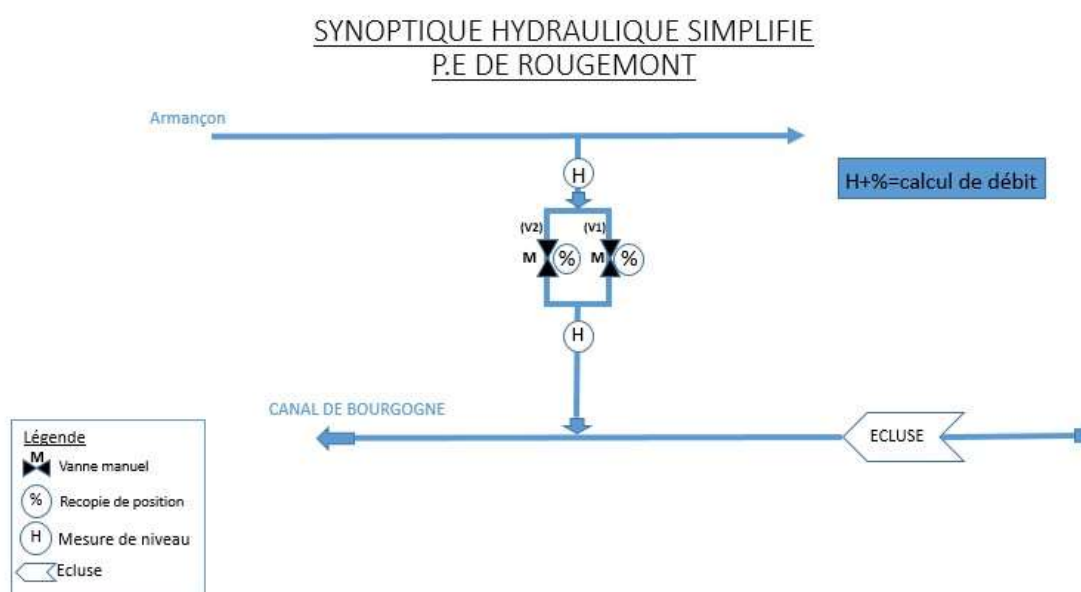 SYNOPTIQUE HYDRAULIQUE SIMPLIFIE
P.E DE ROUGEMONT
Armançon
H
H+%=calcul de débit
(V2) (V1)
M % M %
H
CANAL DE BOURGOGNE
ECLUSE
Légende
M
Vanne manuel
% Recopie de position
H Mesure de niveau
Ecluse